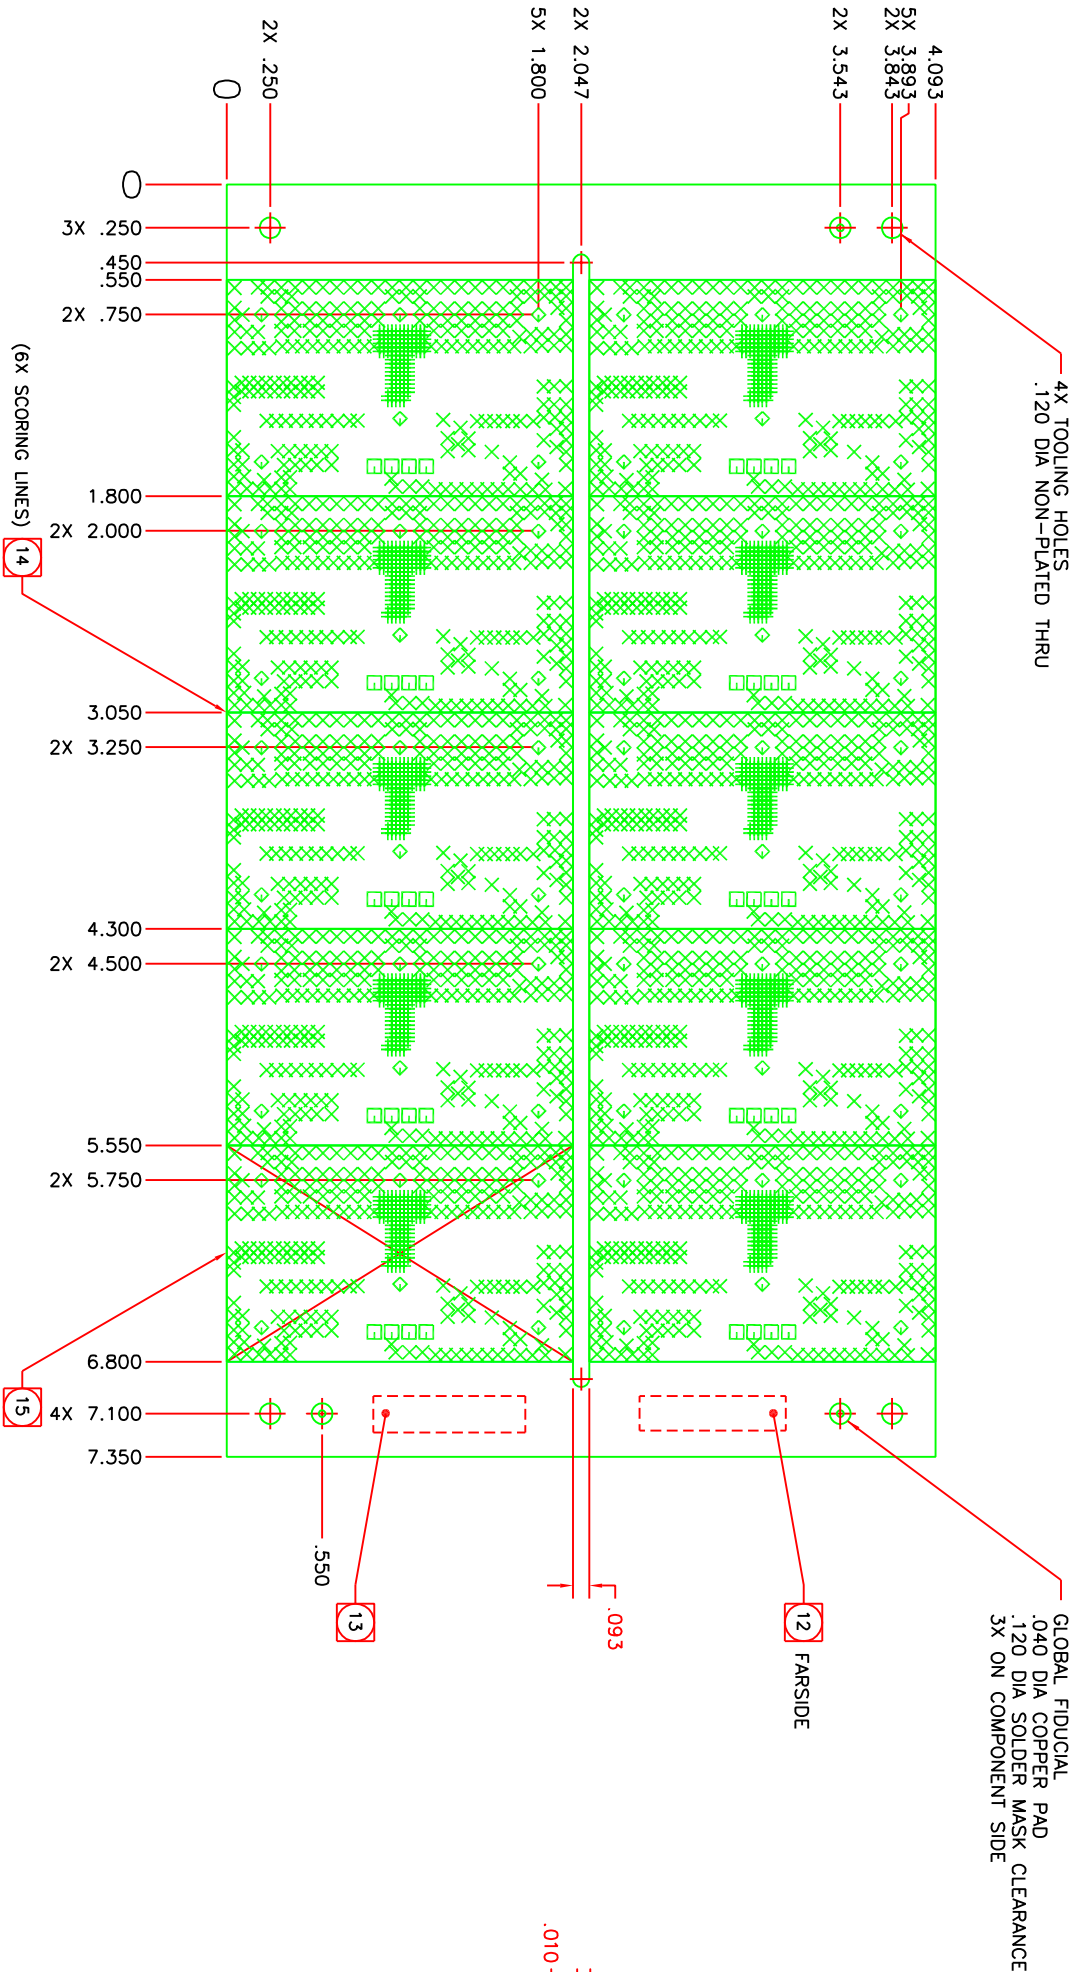 4.093
5X 3.893
2X 3.843
2X 3.543
2X 2.047
5X 1.800
2X .250
0
0
3X .250
.450
.550
2X .750
1.800
2X 2.000
3.050
2X 3.250
4.300
2X 4.500
5.550
2X 5.750
6.800
4X 7.100
7.350
4X TOOLING HOLES
.120 DIA NON-PLATED THRU
(6X SCORING LINES)
14
15
.550
13
.093
12
FARSIDE
GLOBAL FIDUCIAL
.040 DIA COPPER PAD
.120 DIA SOLDER MASK CLEARANCE
3X ON COMPONENT SIDE
.010